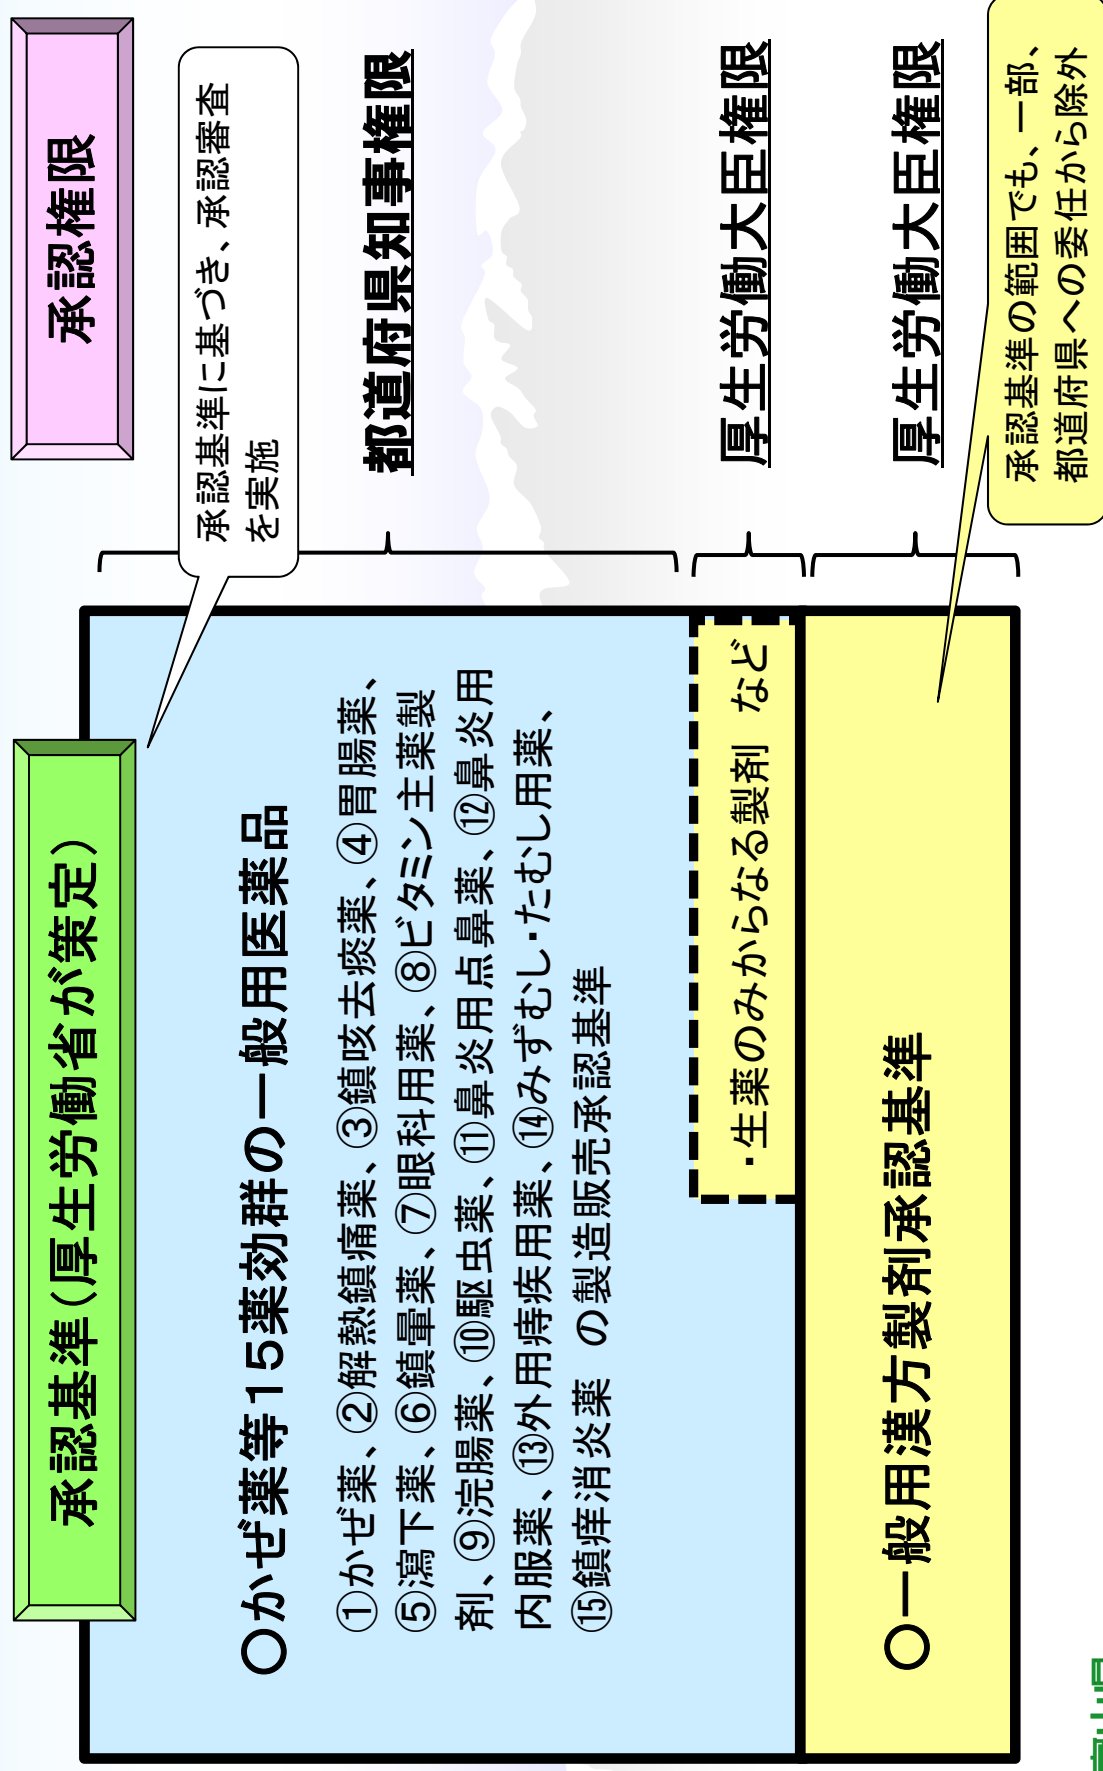 承認基準（厚生労働省が策定）
承認権限
承認基準に基づき、承認審査
を実施
○かぜ薬等15薬効群の一般用医薬品
①かぜ薬、②解熱鎮痛薬、③鎮咳去痰薬、④胃腸薬、
⑤瀉下薬、⑥鎮暈薬、⑦眼科用薬、⑧ビタミン主薬製
剤、⑨浣腸薬、⑩駆虫薬、⑪鼻炎用点鼻薬、⑫鼻炎用
内服薬、⑬外用痔疾用薬、⑭みずむし・たむし用薬、
⑮鎮痒消炎薬　の製造販売承認基準
都道府県知事権限
・生薬のみからなる製剤　など
厚生労働大臣権限
○一般用漢方製剤承認基準
厚生労働大臣権限
承認基準の範囲でも、一部、
都道府県への委任から除外